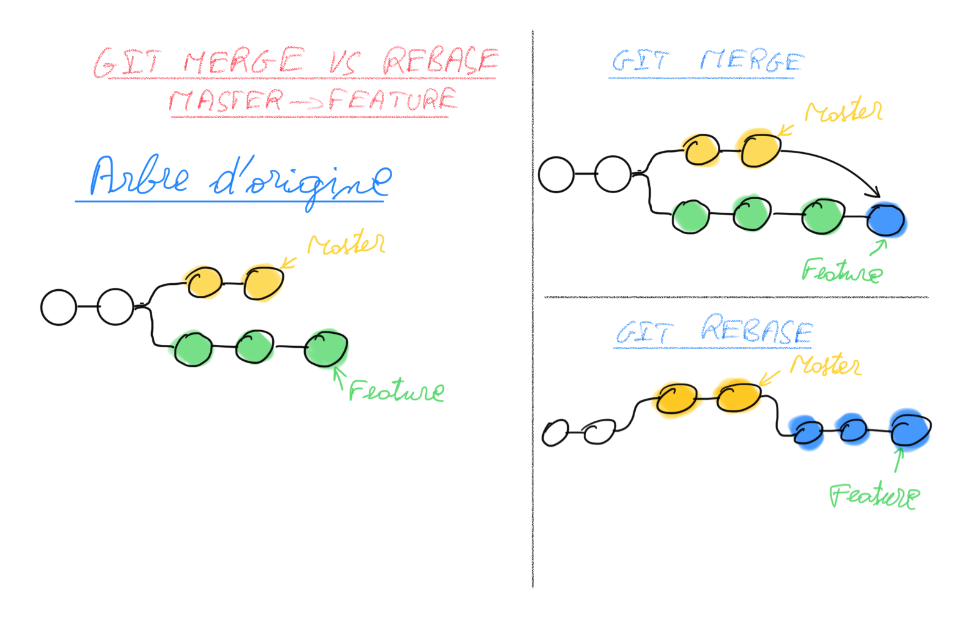 GIT MERGE VS REBASE
MASTER → FEATURE
Arbre d'origine
Master
Feature
GIT MERGE
Master
Feature
GIT REBASE
Master
Feature